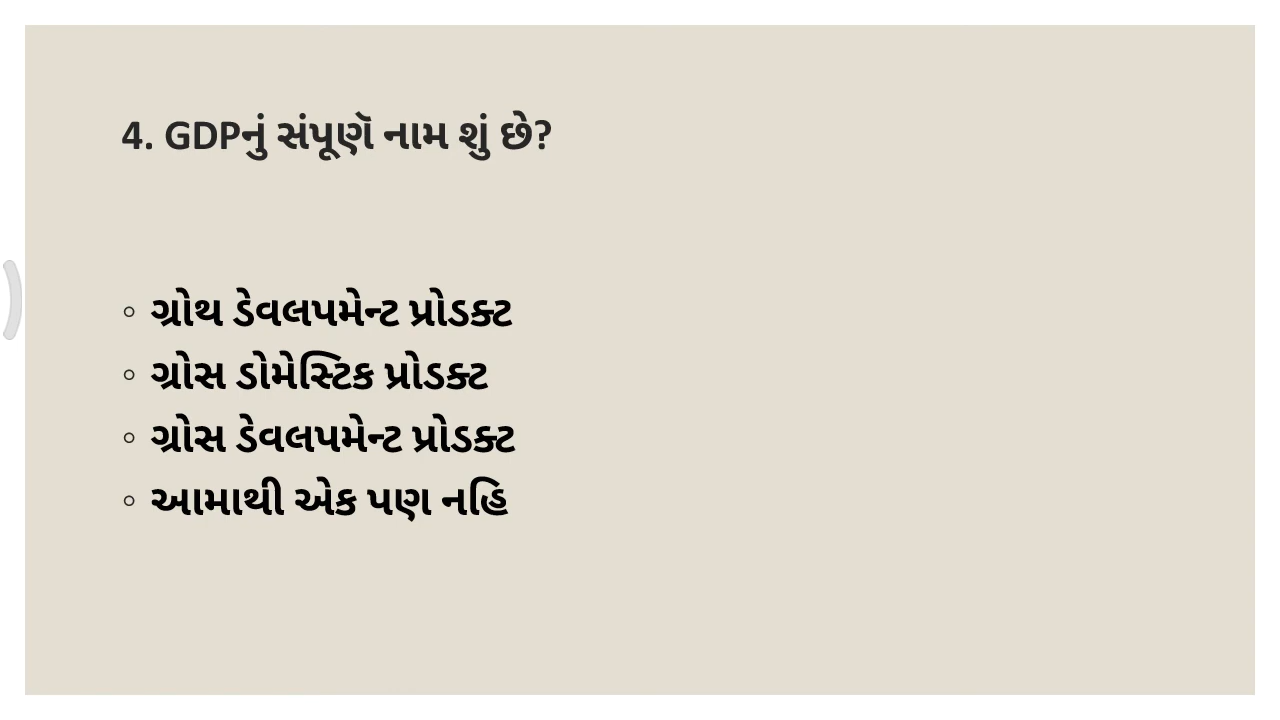 4. GDPનું સંપૂણૅ નામ શું છે?
◦ ગ્રોથ ડેવલપમેન્ટ પ્રોડક્ટ
◦ ગ્રોસ ડોમેસ્ટિક પ્રોડક્ટ
◦ ગ્રોસ ડેવલપમેન્ટ પ્રોડક્ટ
◦ આમાથી એક પણ નહિ